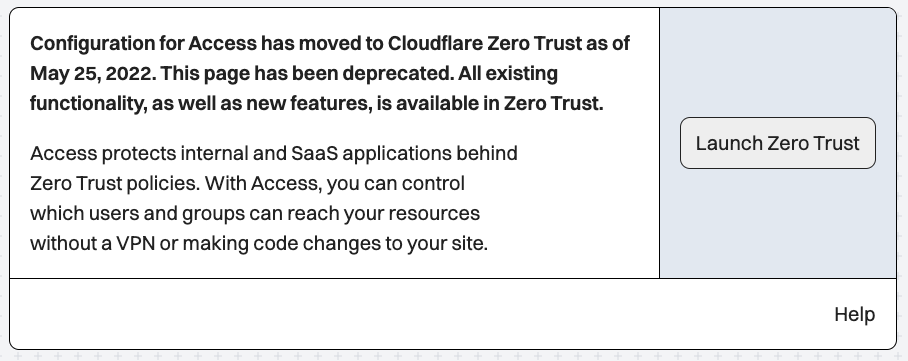 Configuration for Access has moved to Cloudflare Zero Trust as of
May 25, 2022. This page has been deprecated. All existing
functionality, as well as new features, is available in Zero Trust.
Access protects internal and SaaS applications behind
Zero Trust policies. With Access, you can control
which users and groups can reach your resources
without a VPN or making code changes to your site.
Launch Zero Trust
Help